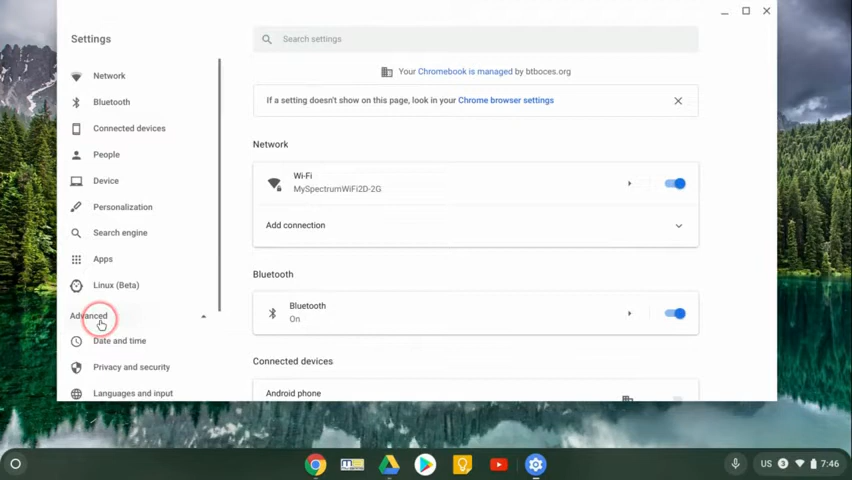 Settings
Search settings
Network
Bluetooth
Connected devices
People
Device
Personalization
Search engine
Apps
Linux (Beta)
Advanced
Date and time
Privacy and security
Languages and input
Your Chromebook is managed by btboces.org
If a setting doesn't show on this page, look in your Chrome browser settings
Network
Wi-Fi
MySpectrumWiFi2D-2G
Add connection
Bluetooth
Bluetooth
On
Connected devices
Android phone
US 3 7:46